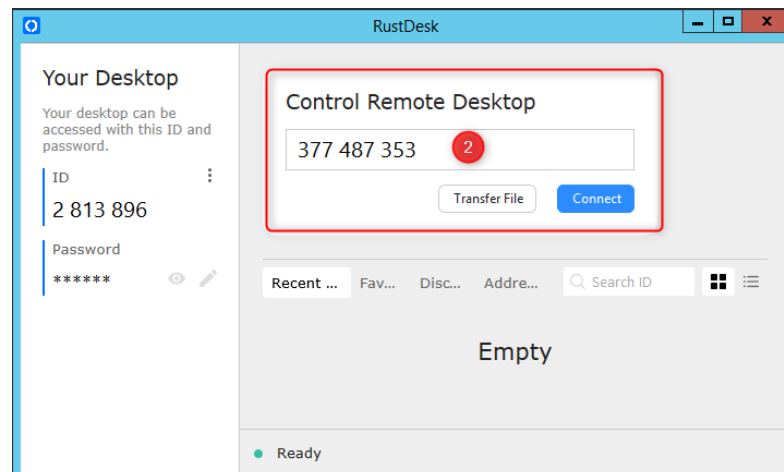 RustDesk
Your Desktop
Your desktop can be
accessed with this ID and
password.
ID
2 813 896
Password
******
Control Remote Desktop
377 487 353
2
Transfer File
Connect
Recent ...
Fav...
Disc...
Addre...
Search ID
Empty
Ready